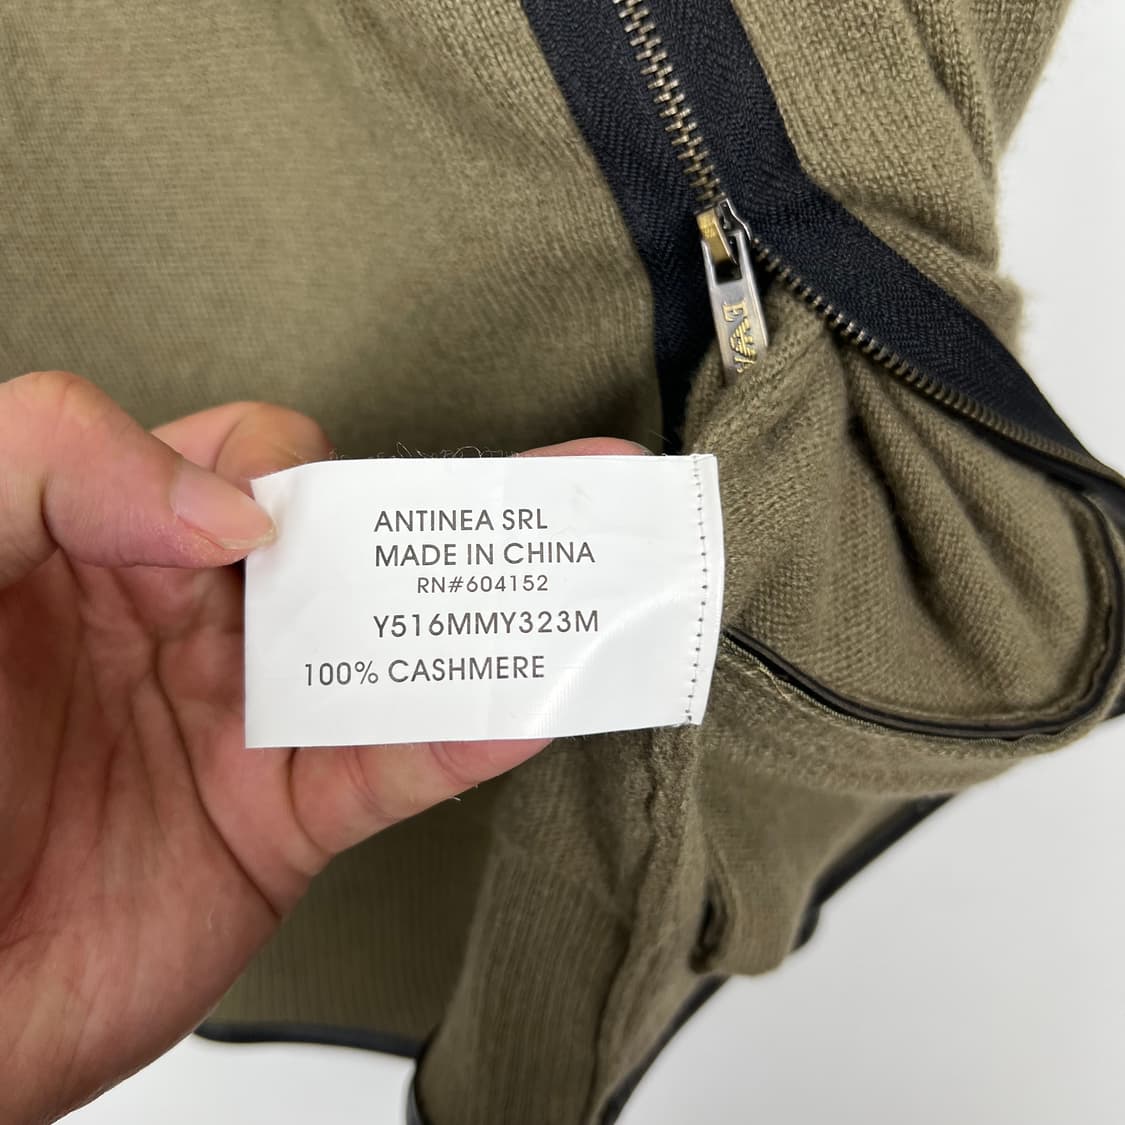 ANTINEA SRL
MADE IN CHINA
RN#604152
Y516MMY323M
100% CASHMERE